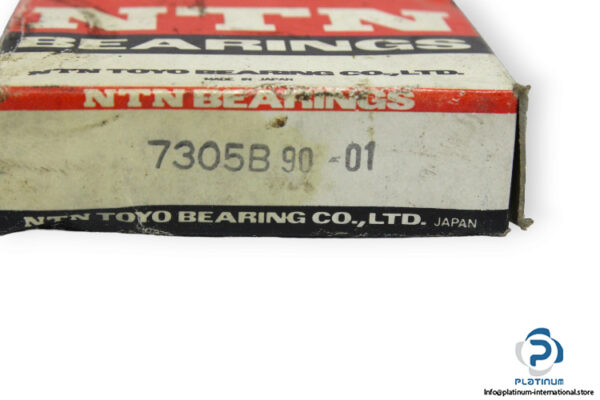 NTN
BEARINGS
NTN TOYO BEARING CO.,LTD.
MADE IN JAPAN
NTN BEARINGS
7305B 90 -01
NTN TOYO BEARING CO.,LTD. JAPAN
PLATINUM
Info@platinum-international.store